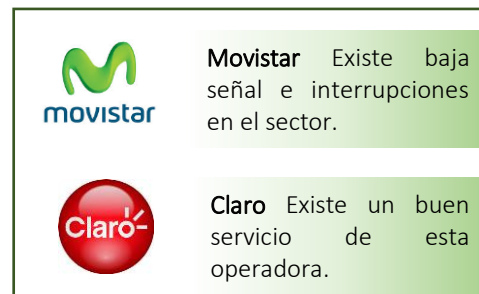 movistar
Movistar Existe baja
señal e interrupciones
en el sector.
Claro
Claro Existe un buen
servicio de esta
operadora.